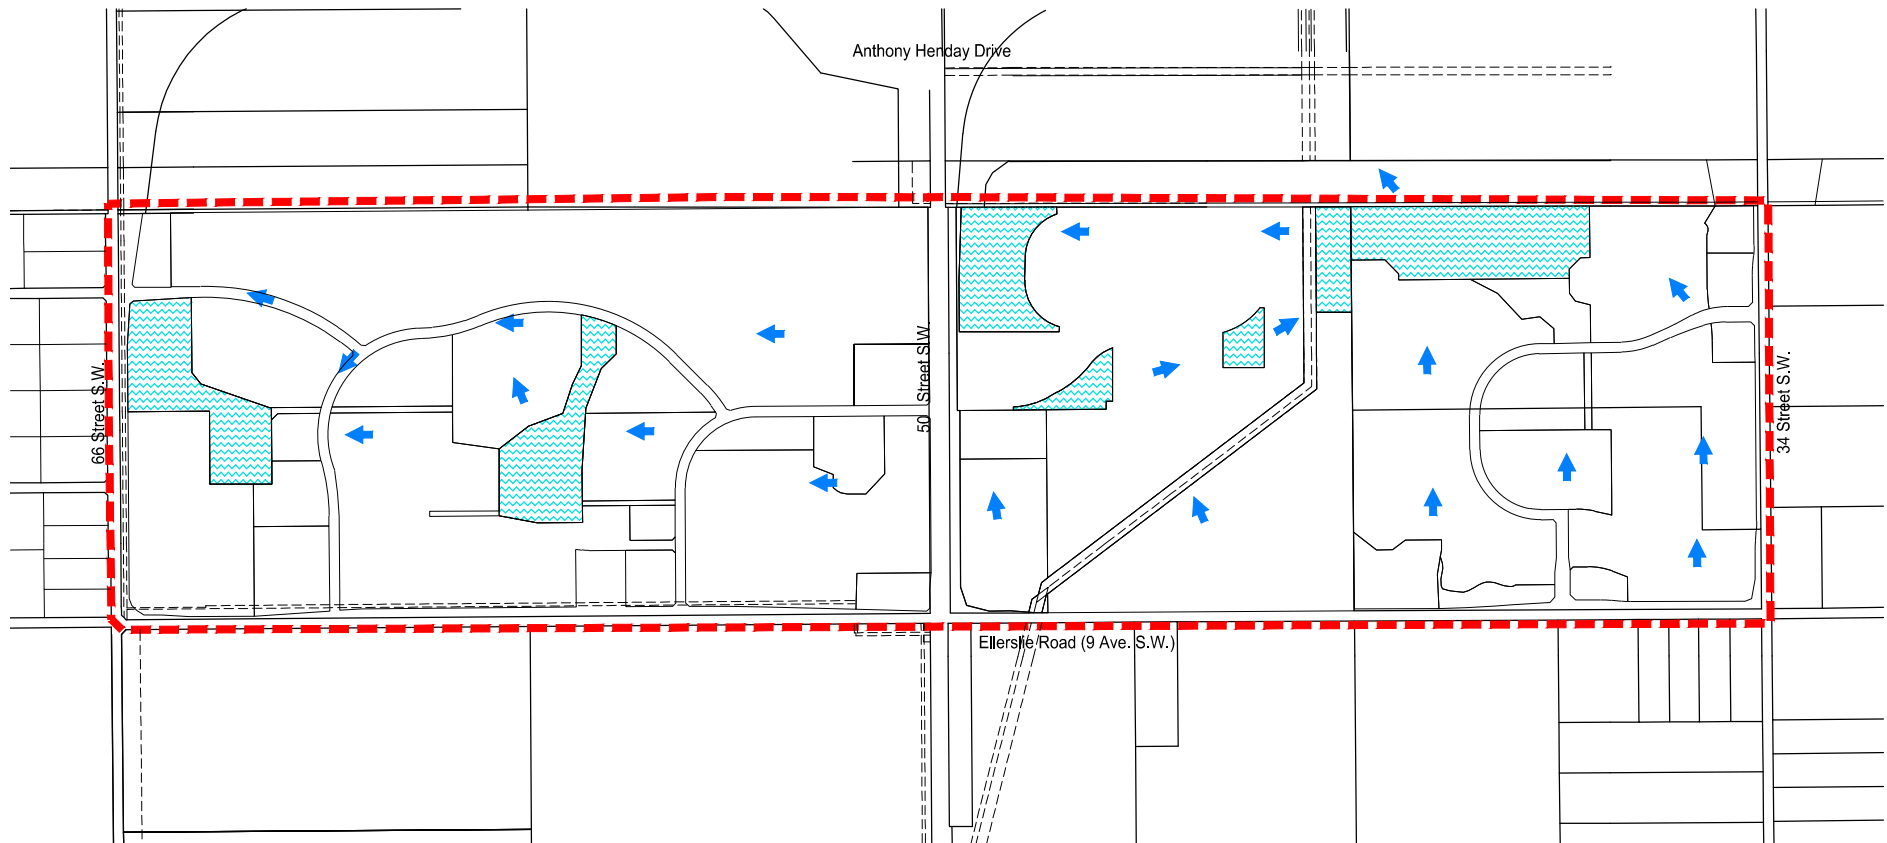 Anthony Henday Drive
66 Street S.W.
50 Street S.W.
34 Street S.W.
Ellerslie Road (9 Ave. S.W.)